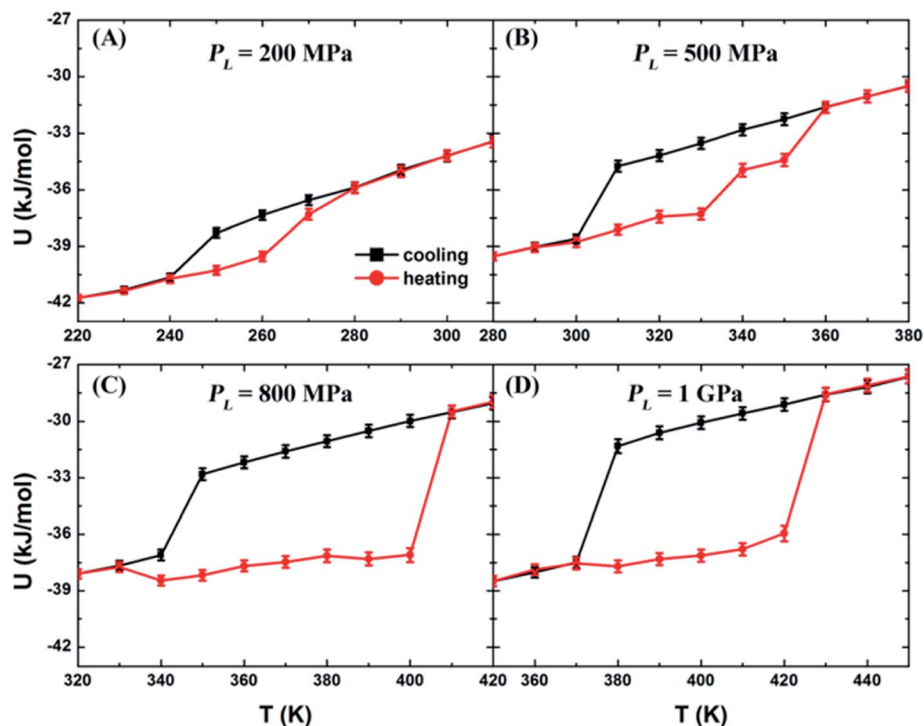 (A) P_L = 200 MPa
(B) P_L = 500 MPa
-27
-30
-33
-36
-39
-42
U (kJ/mol)
cooling
heating
220 240 260 280 300 280 300 320 340 360 380
(C) P_L = 800 MPa
(D) P_L = 1 GPa
-27
-30
-33
-36
-39
-42
U (kJ/mol)
320 340 360 380 400 420 360 380 400 420 440
T (K) T (K)